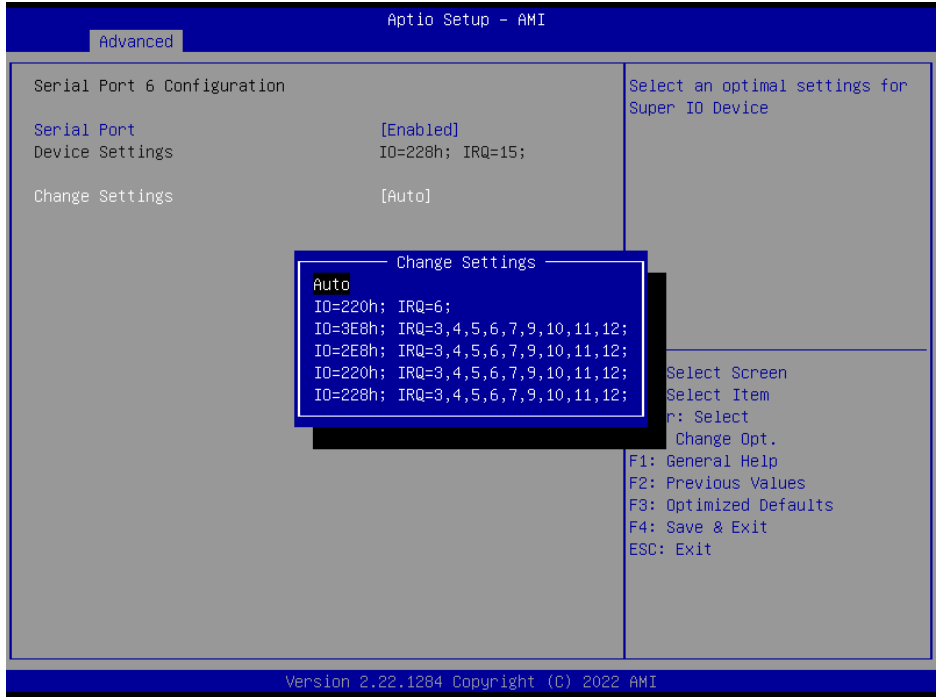 Aptio Setup – AMI
Advanced
Serial Port 6 Configuration
Serial Port [Enabled]
Device Settings IO=228h; IRQ=15;
Change Settings [Auto]
Select an optimal settings for
Super IO Device
Change Settings
Auto
IO=220h; IRQ=6;
IO=3E8h; IRQ=3,4,5,6,7,9,10,11,12;
IO=2E8h; IRQ=3,4,5,6,7,9,10,11,12;
IO=220h; IRQ=3,4,5,6,7,9,10,11,12;
IO=228h; IRQ=3,4,5,6,7,9,10,11,12;
Select Screen
Select Item
r: Select
Change Opt.
F1: General Help
F2: Previous Values
F3: Optimized Defaults
F4: Save & Exit
ESC: Exit
Version 2.22.1284 Copyright (C) 2022 AMI